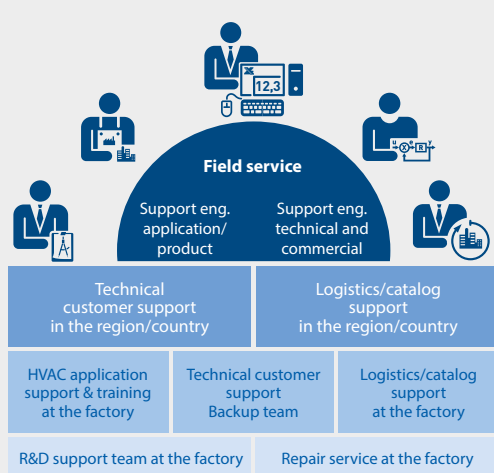 12,3
u e y
X R
Field service
Support eng.
application/
product
Support eng.
technical and
commercial
Technical
customer support
in the region/country
Logistics/catalog
support
in the region/country
HVAC application
support & training
at the factory
Technical customer
support
Backup team
Logistics/catalog
support
at the factory
R&D support team at the factory
Repair service at the factory